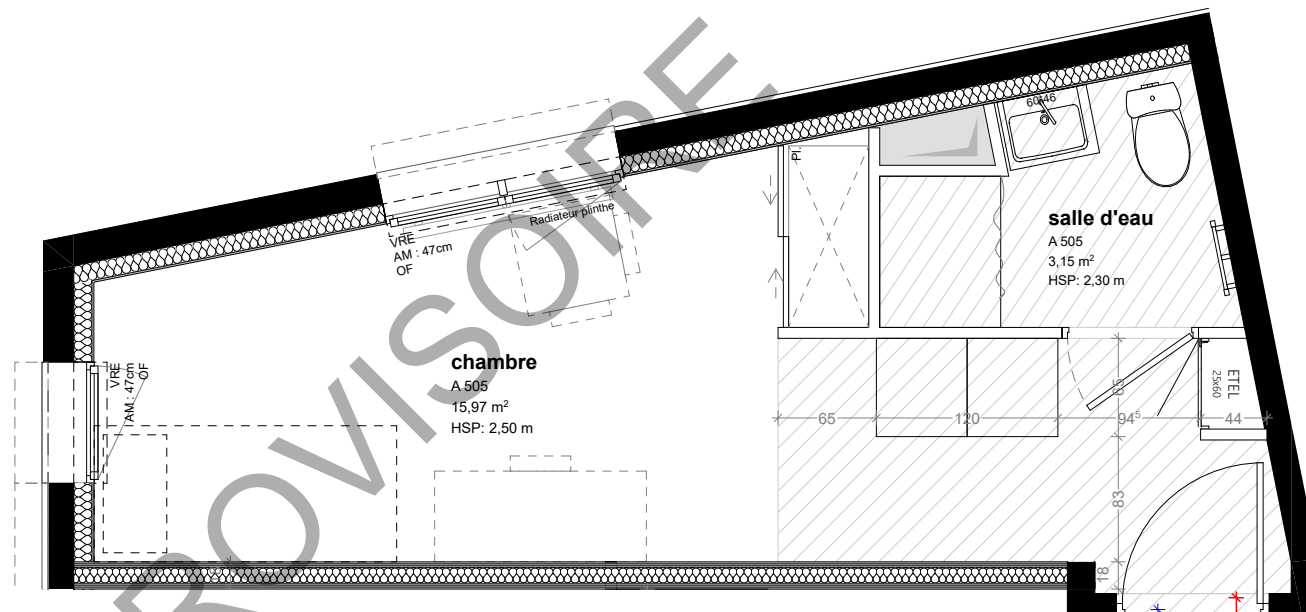 PROVISOIRE
60/46
Pl.
Radiateur plinthe
VRE
AM : 47cm
OF
salle d'eau
A 505
3,15 m²
HSP: 2,30 m
chambre
A 505
15,97 m²
HSP: 2,50 m
VRE
AM : 47cm
OF
ETEL
25x60
65
65
120
94⁵
44
83
18